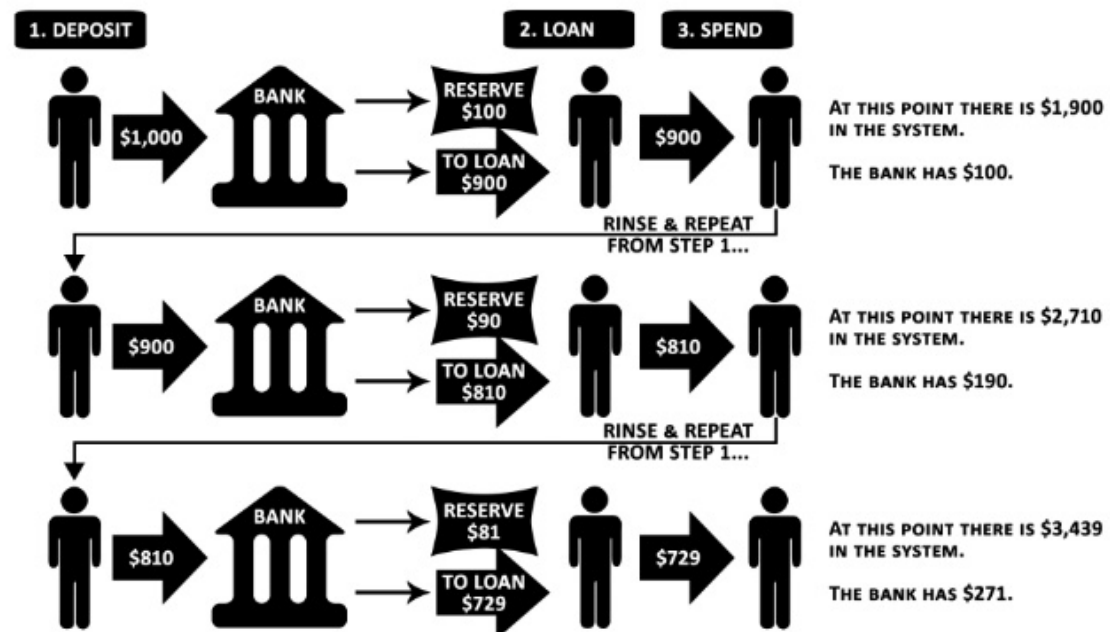 1. DEPOSIT
2. LOAN
3. SPEND
$1,000
BANK
RESERVE
$100
TO LOAN
$900
$900
AT THIS POINT THERE IS $1,900
IN THE SYSTEM.
THE BANK HAS $100.
RINSE & REPEAT
FROM STEP 1...
$900
BANK
RESERVE
$90
TO LOAN
$810
$810
AT THIS POINT THERE IS $2,710
IN THE SYSTEM.
THE BANK HAS $190.
RINSE & REPEAT
FROM STEP 1...
$810
BANK
RESERVE
$81
TO LOAN
$729
$729
AT THIS POINT THERE IS $3,439
IN THE SYSTEM.
THE BANK HAS $271.